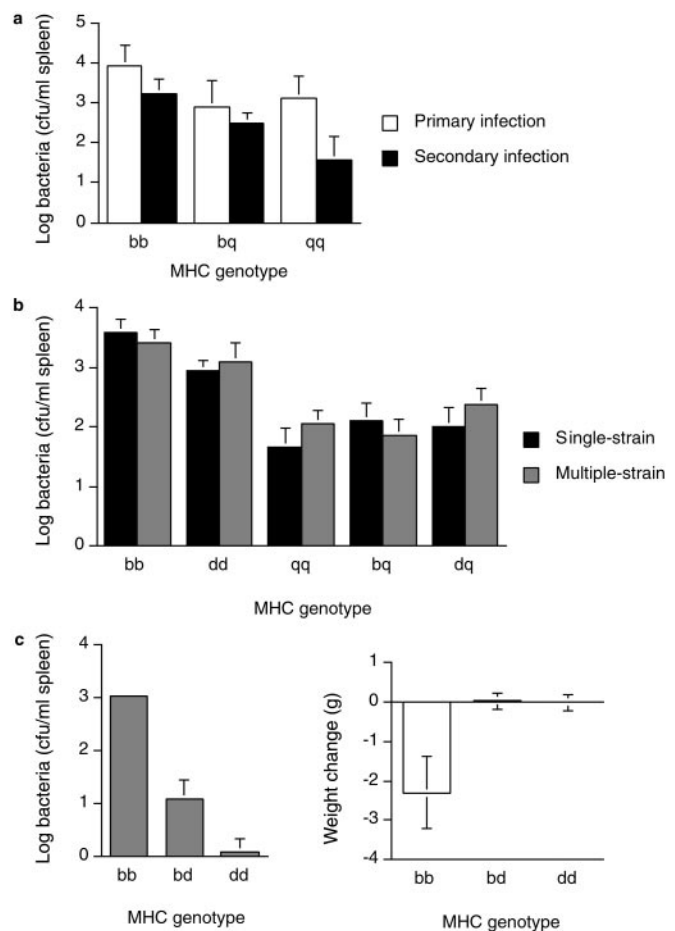 a
Log bacteria (cfu/ml spleen)
5
4
3
2
1
0
bb bq qq
MHC genotype
Primary infection
Secondary infection
b
Log bacteria (cfu/ml spleen)
4
3
2
1
0
bb dd qq bq dq
MHC genotype
Single-strain
Multiple-strain
c
Log bacteria (cfu/ml spleen)
4
3
2
1
0
bb bd dd
MHC genotype
Weight change (g)
1
0
-1
-2
-3
-4
bb bd dd
MHC genotype